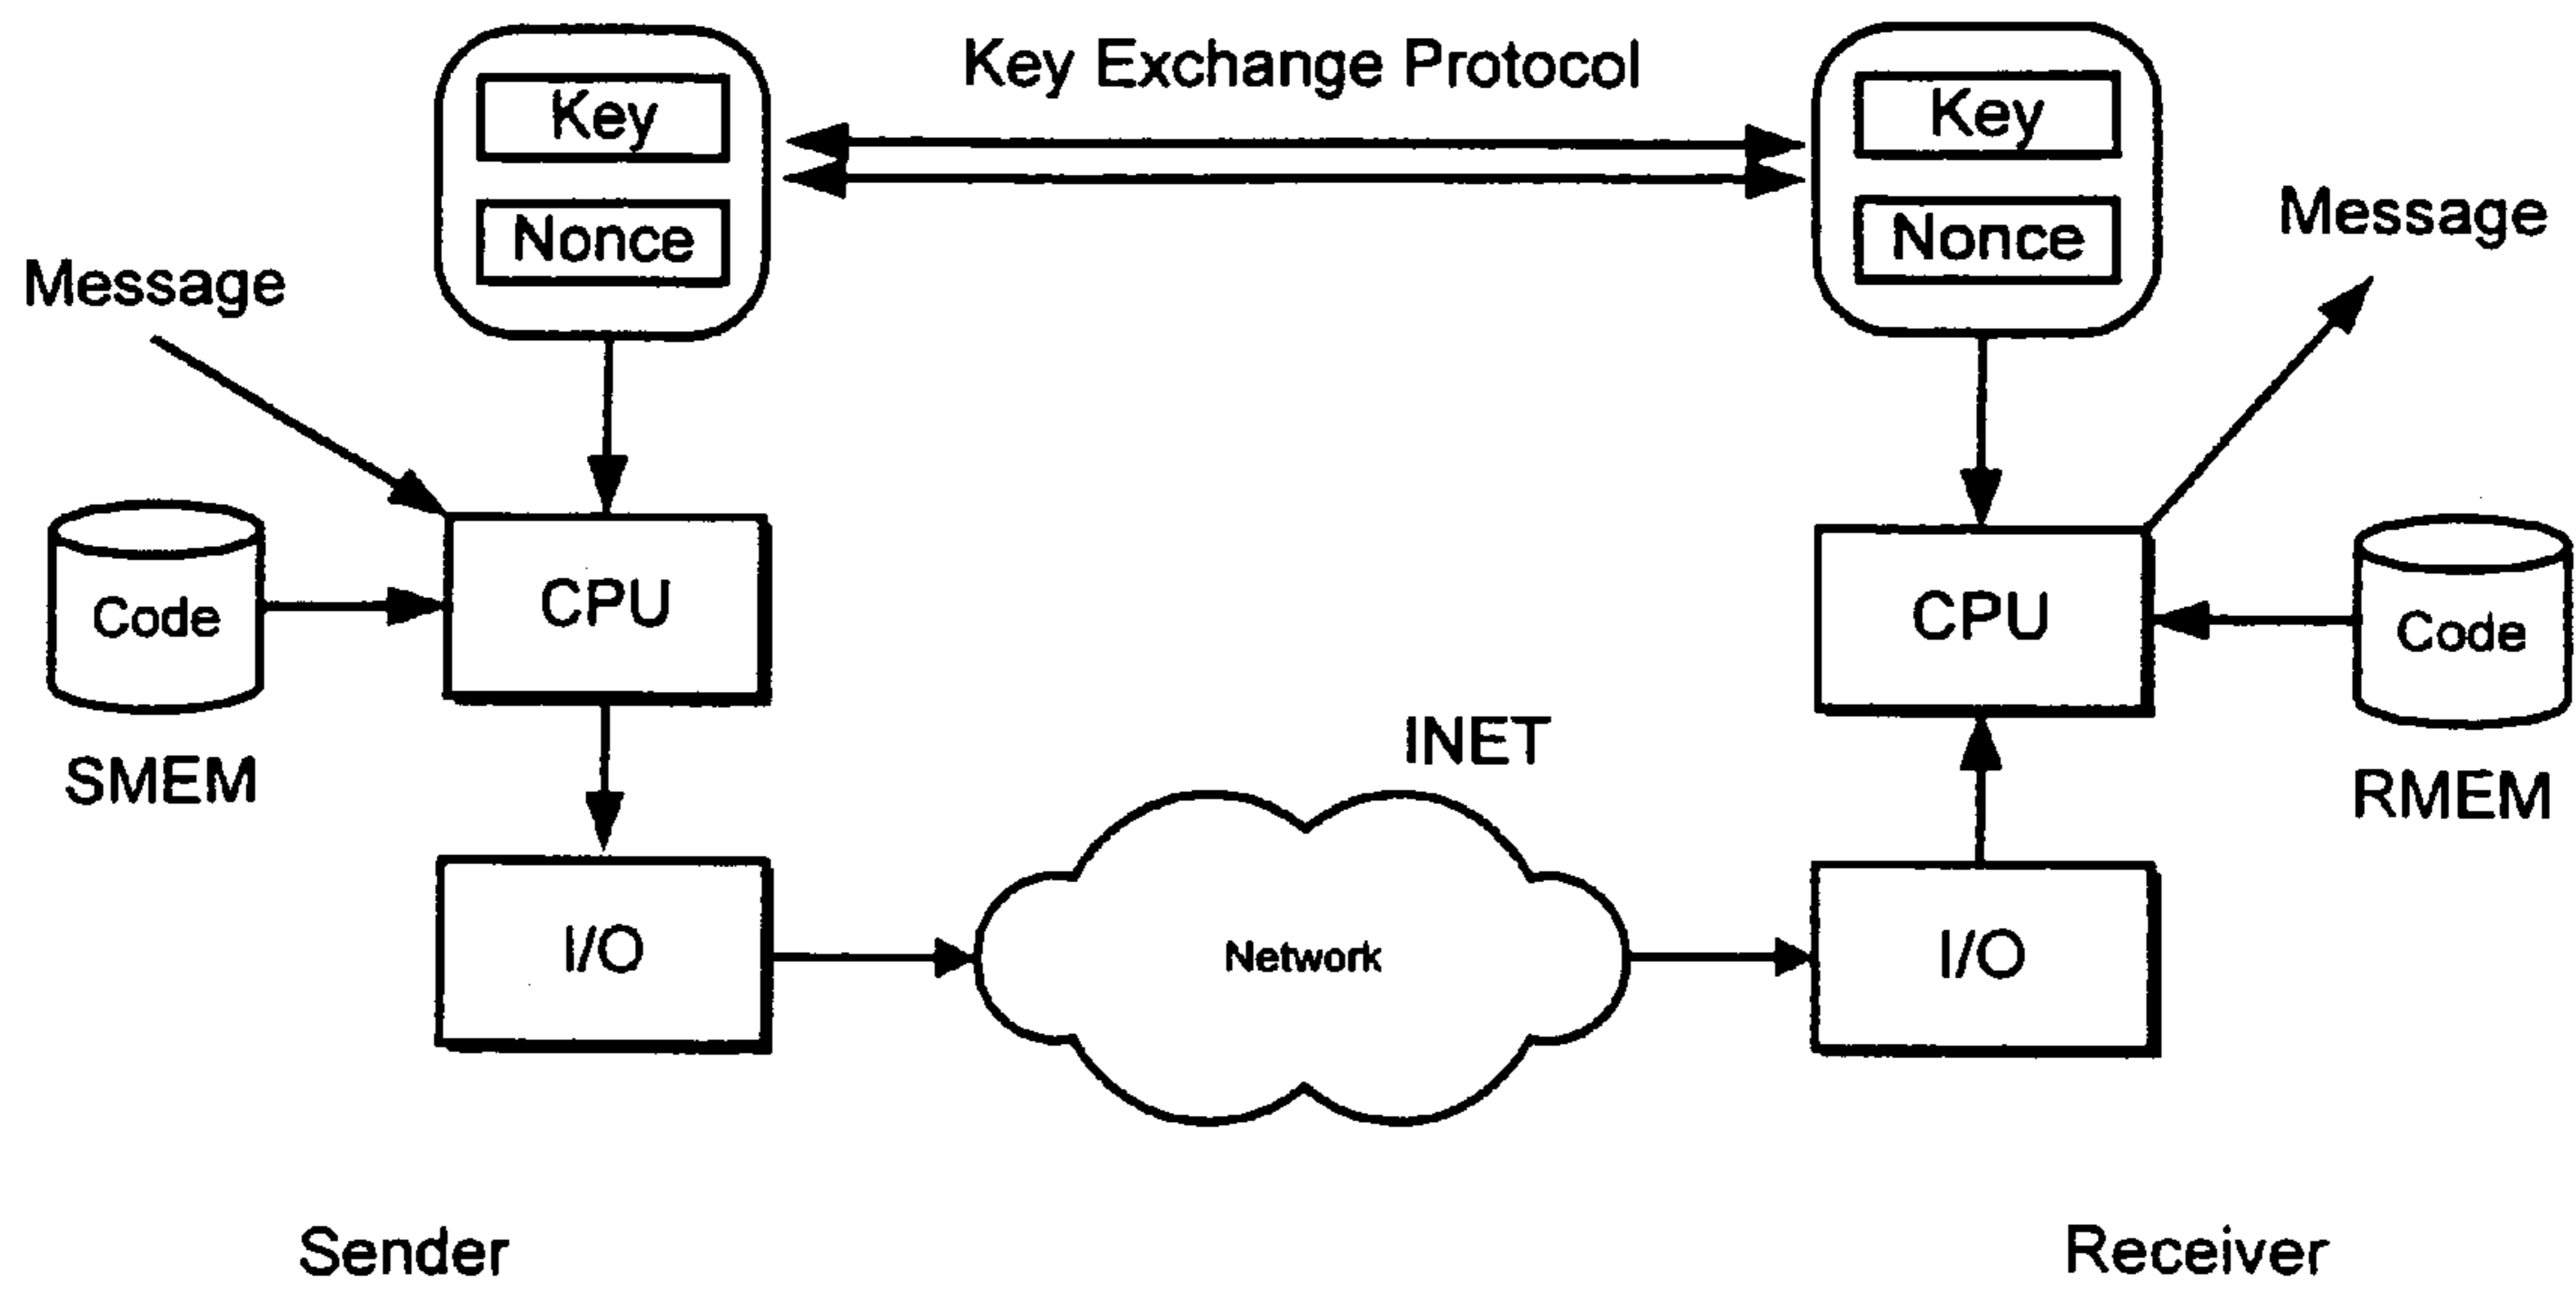 Key Exchange Protocol
Key
Nonce
Key
Nonce
Message
Message
CPU
Code
SMEM
CPU
Code
RMEM
INET
I/O
Network
I/O
Sender
Receiver